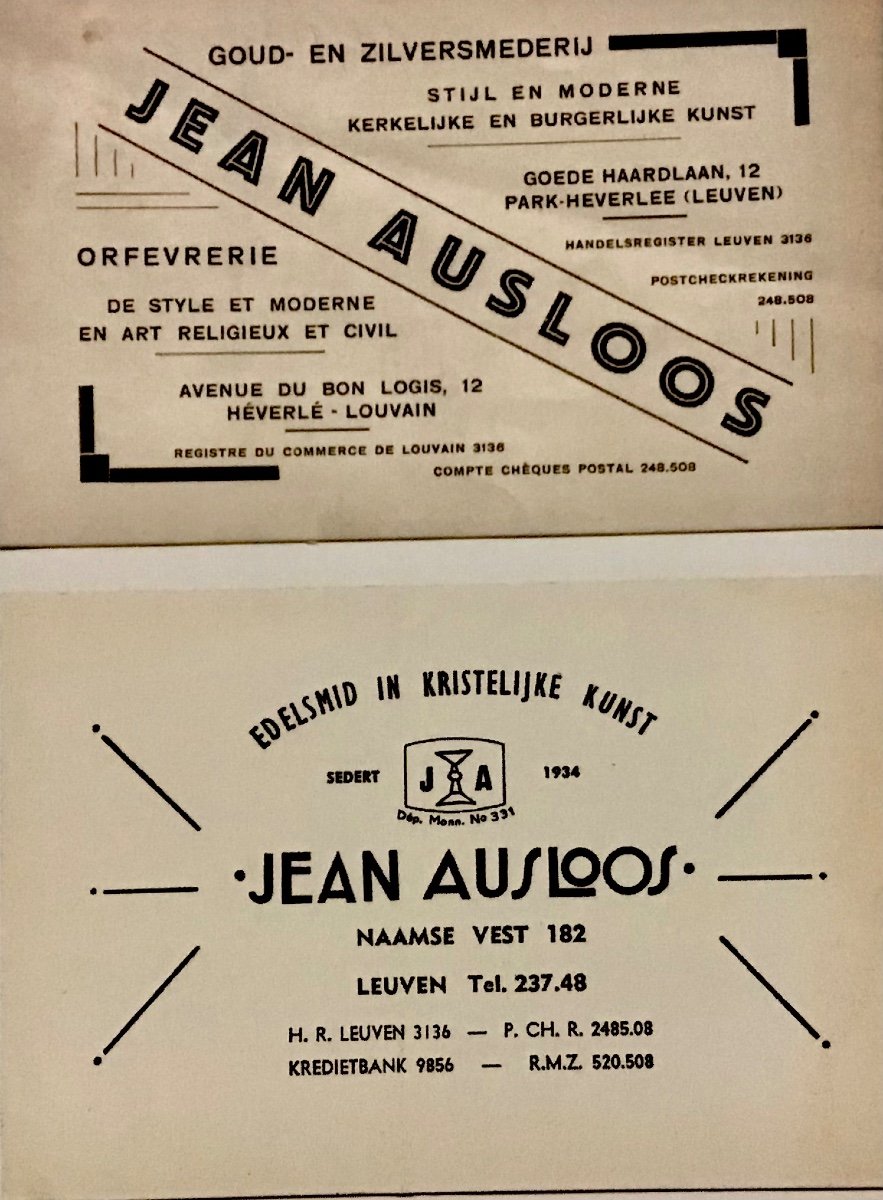 GOUD- EN ZILVERSMEDERIJ
STIJL EN MODERNE
KERKELIJKE EN BURGERLIJKE KUNST
GOEDE HAARDLAAN, 12
PARK-HEVERLEE (LEUVEN)
HANDELSREGISTER LEUVEN 3136
POSTCHECKREKENING
248.508
JEAN AUSLOOS
ORFEVRERIE
DE STYLE ET MODERNE
EN ART RELIGIEUX ET CIVIL
AVENUE DU BON LOGIS, 12
HÉVERLÉ - LOUVAIN
REGISTRE DU COMMERCE DE LOUVAIN 3136
COMPTE CHÈQUES POSTAL 248.508
EDELSMID IN KRISTELIJKE KUNST
SEDERT J A 1934
Dép. Monn. No 331
·JEAN AUSLOOS·
NAAMSE VEST 182
LEUVEN Tel. 237.48
H. R. LEUVEN 3136 — P. CH. R. 2485.08
KREDIETBANK 9856 — R.M.Z. 520.508